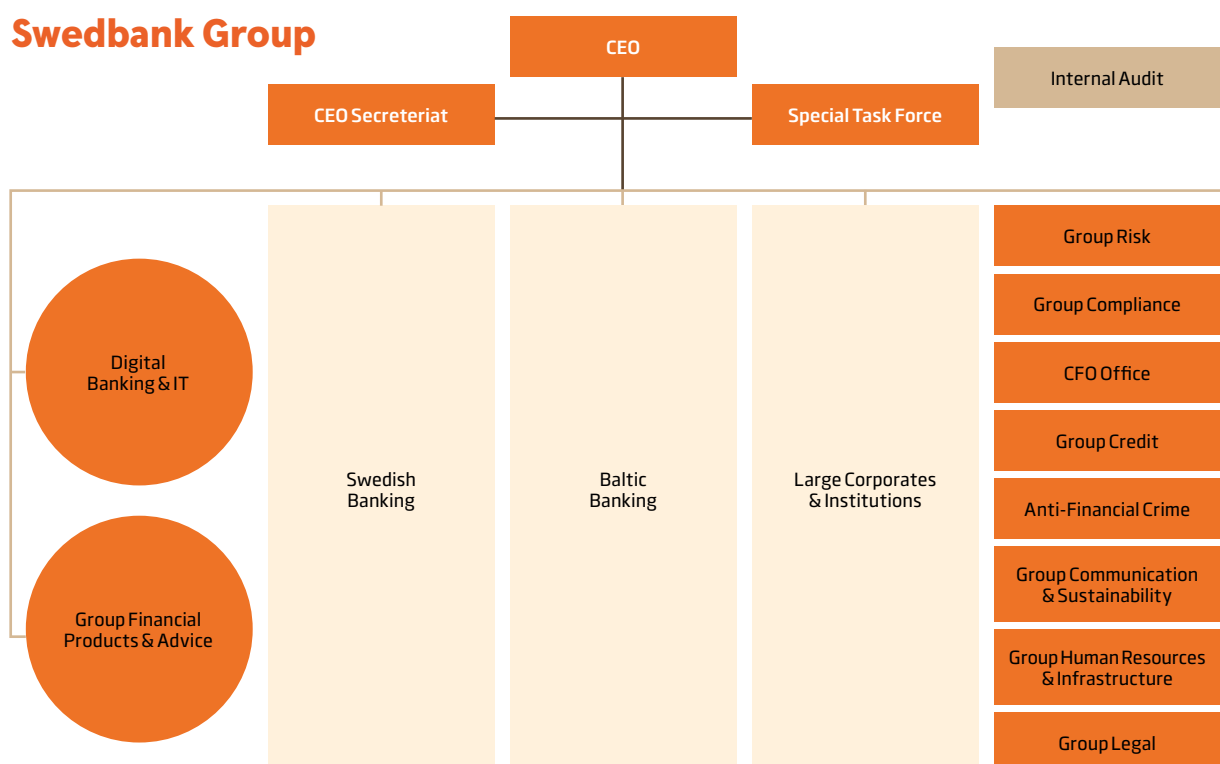 Swedbank Group
CEO
Internal Audit
CEO Secreteriat
Special Task Force
Group Risk
Group Compliance
Digital
Banking & IT
CFO Office
Group Credit
Swedish
Banking
Baltic
Banking
Large Corporates
& Institutions
Anti-Financial Crime
Group Communication
& Sustainability
Group Financial
Products & Advice
Group Human Resources
& Infrastructure
Group Legal